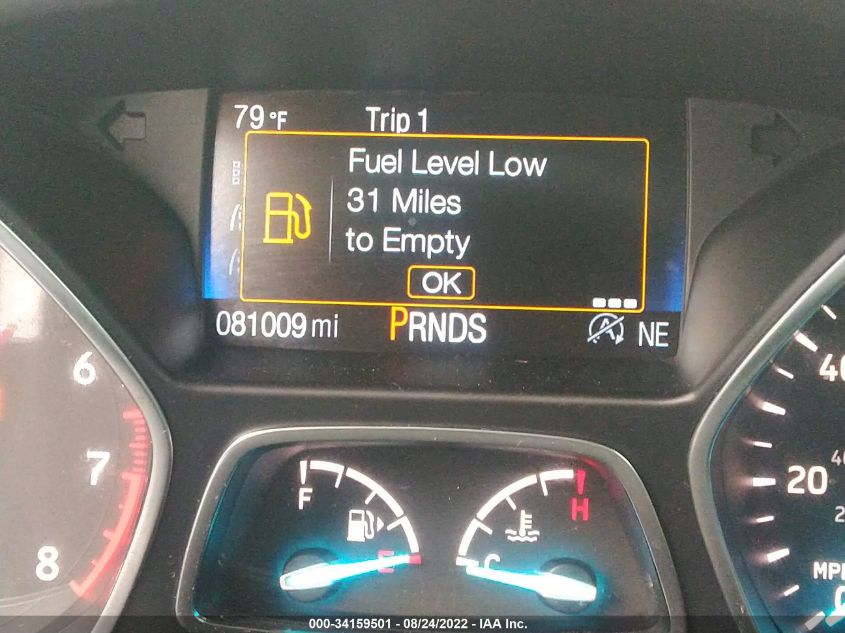 79 °F Trip 1
Fuel Level Low
31 Miles
to Empty
OK
081009 mi PRNDS A NE
6
7
8
F
E
H
C
20
MP
000-34159501 - 08/24/2022 - IAA Inc.